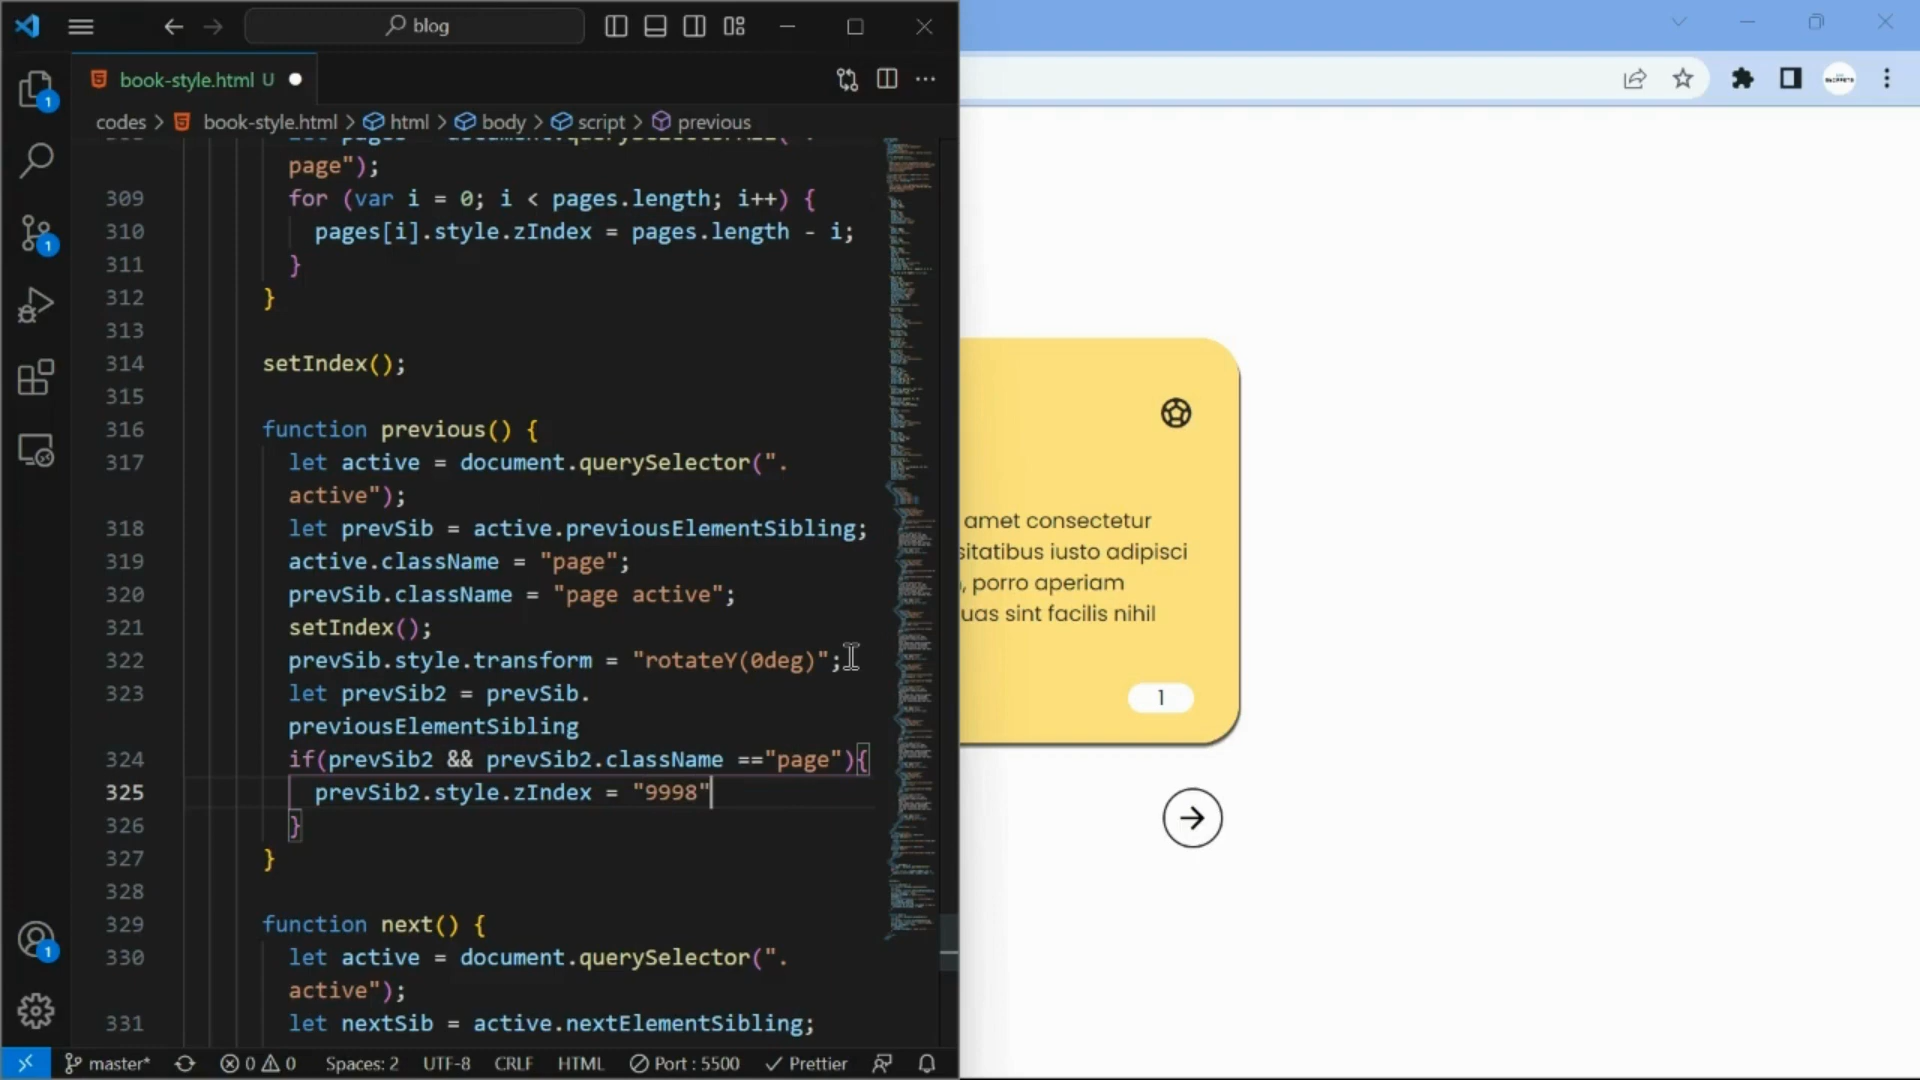 blog
book-style.html U
codes > book-style.html > html > body > script > previous
page");
309 for (var i = 0; i < pages.length; i++) {
310 pages[i].style.zIndex = pages.length - i;
311 }
312 }
313
314 setIndex();
315
316 function previous() {
317 let active = document.querySelector(".
active");
318 let prevSib = active.previousElementSibling;
319 active.className = "page";
320 prevSib.className = "page active";
321 setIndex();
322 prevSib.style.transform = "rotateY(0deg)";
323 let prevSib2 = prevSib.
previousElementSibling
324 if(prevSib2 && prevSib2.className =="page"){
325 prevSib2.style.zIndex = "9998"
326 }
327 }
328
329 function next() {
330 let active = document.querySelector(".
active");
331 let nextSib = active.nextElementSibling;
1
1
1
master* 0 0 Spaces: 2 UTF-8 CRLF HTML Port : 5500 Prettier
amet consectetur
sitatibus iusto adipisci
, porro aperiam
uas sint facilis nihil
1